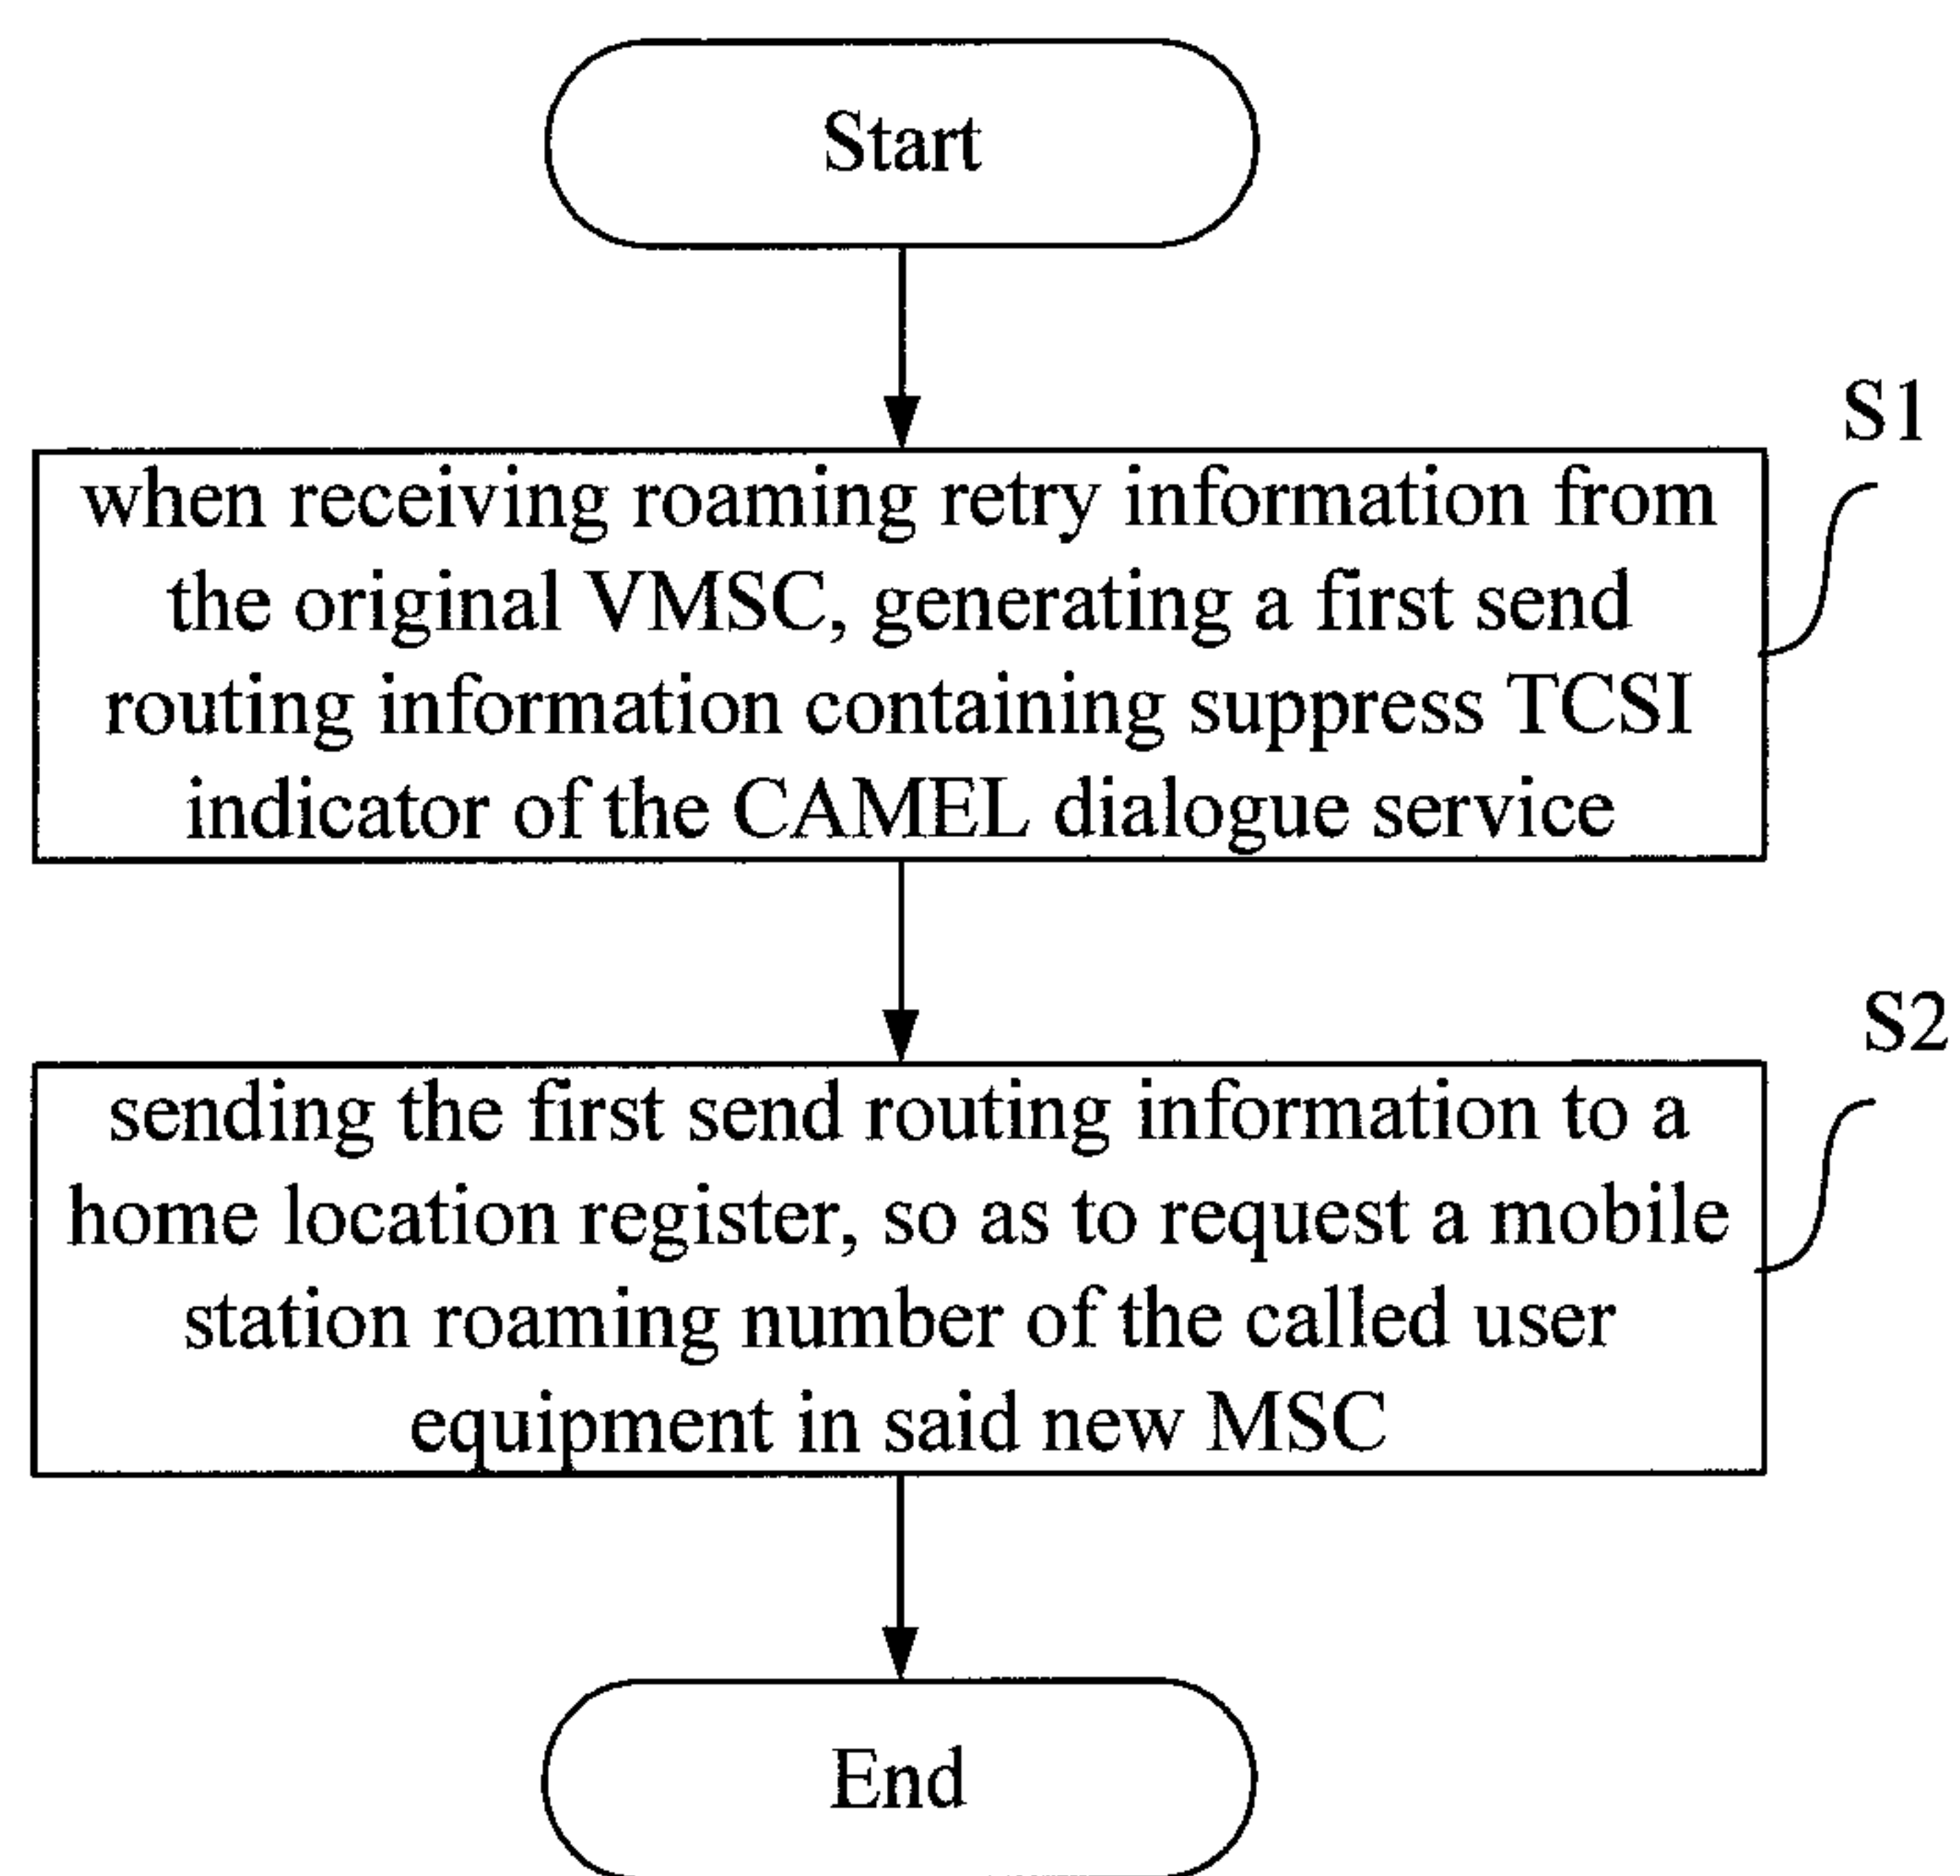 Start
S1
when receiving roaming retry information from
the original VMSC, generating a first send
routing information containing suppress TCSI
indicator of the CAMEL dialogue service
S2
sending the first send routing information to a
home location register, so as to request a mobile
station roaming number of the called user
equipment in said new MSC
End